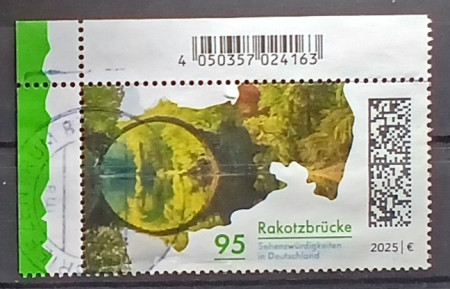 4 050357 024163
95 Rakotzbrücke
Sehenswürdigkeiten
in Deutschland
2025 | €